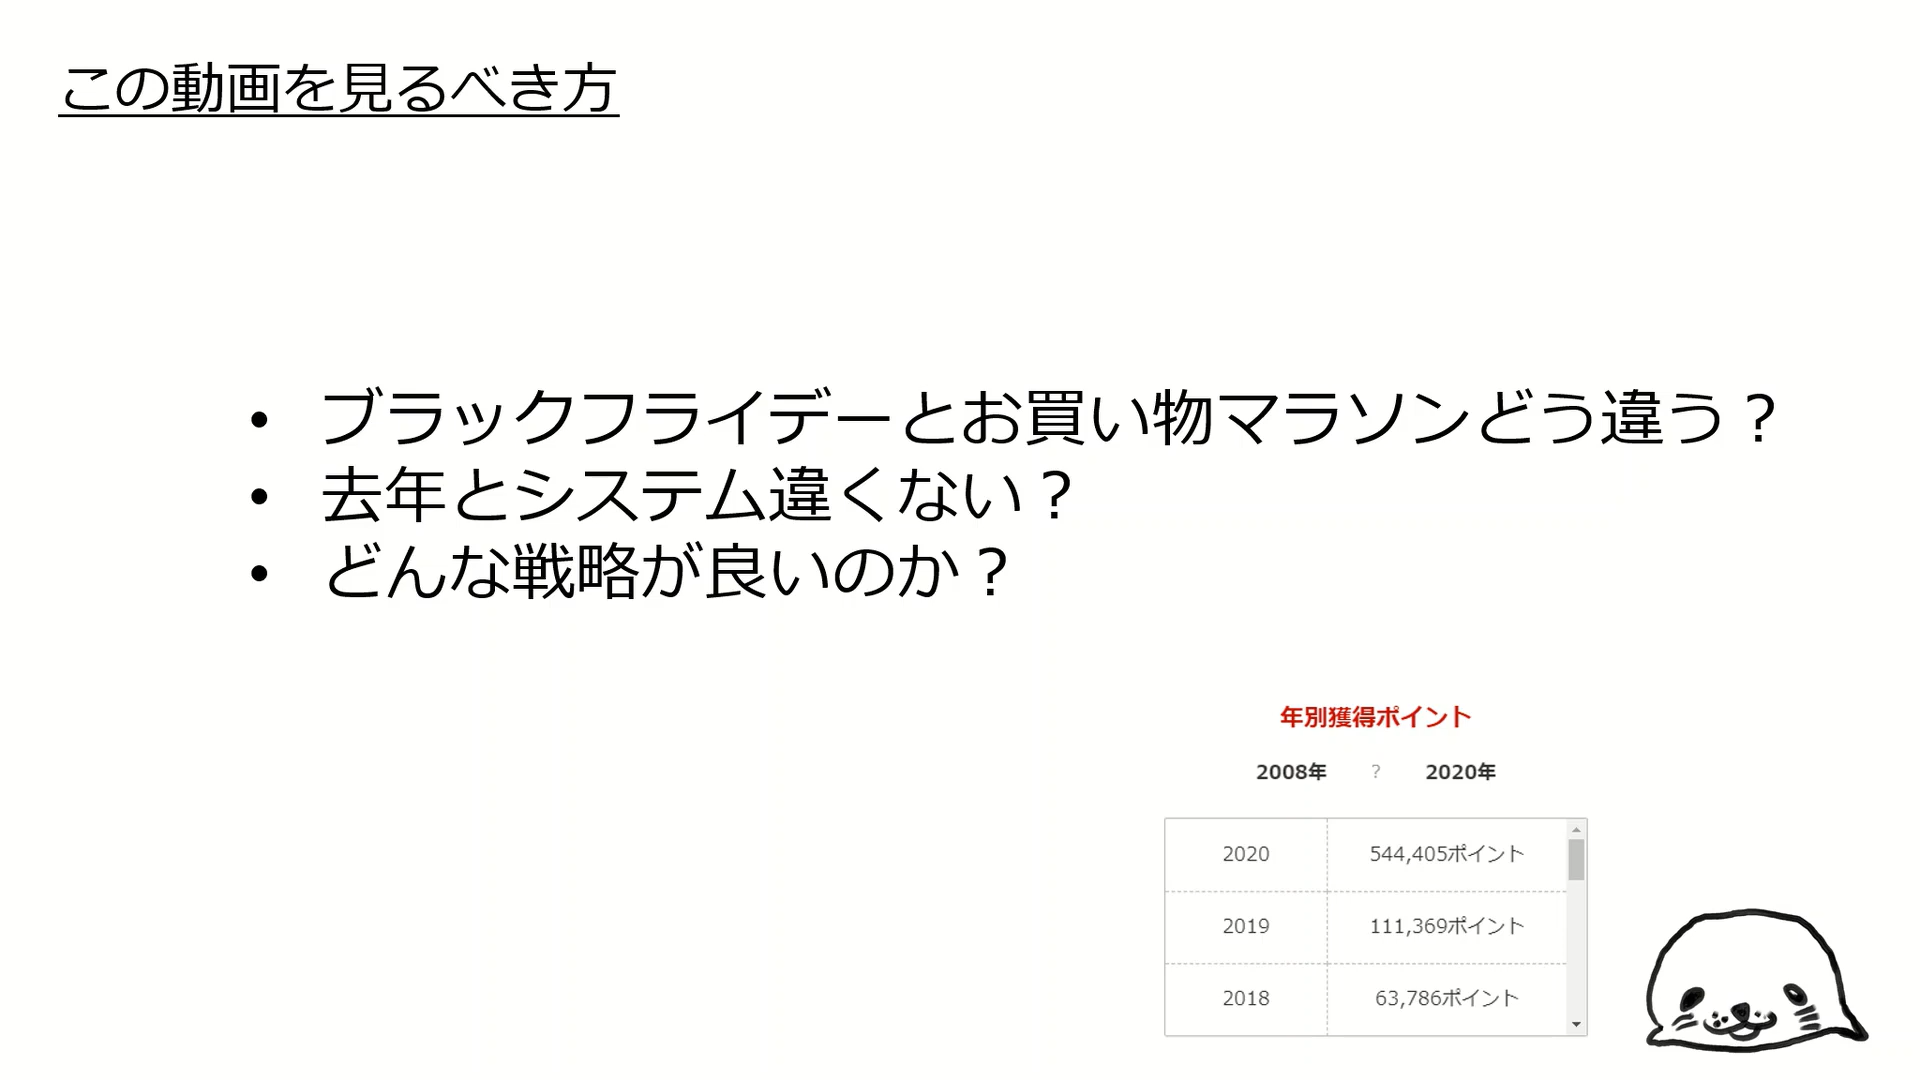 この動画を見るべき方
• ブラックフライデーとお買い物マラソンどう違う？
• 去年とシステム違くない？
• どんな戦略が良いのか？
年別獲得ポイント
2008年 ? 2020年
2020 544,405ポイント
2019 111,369ポイント
2018 63,786ポイント